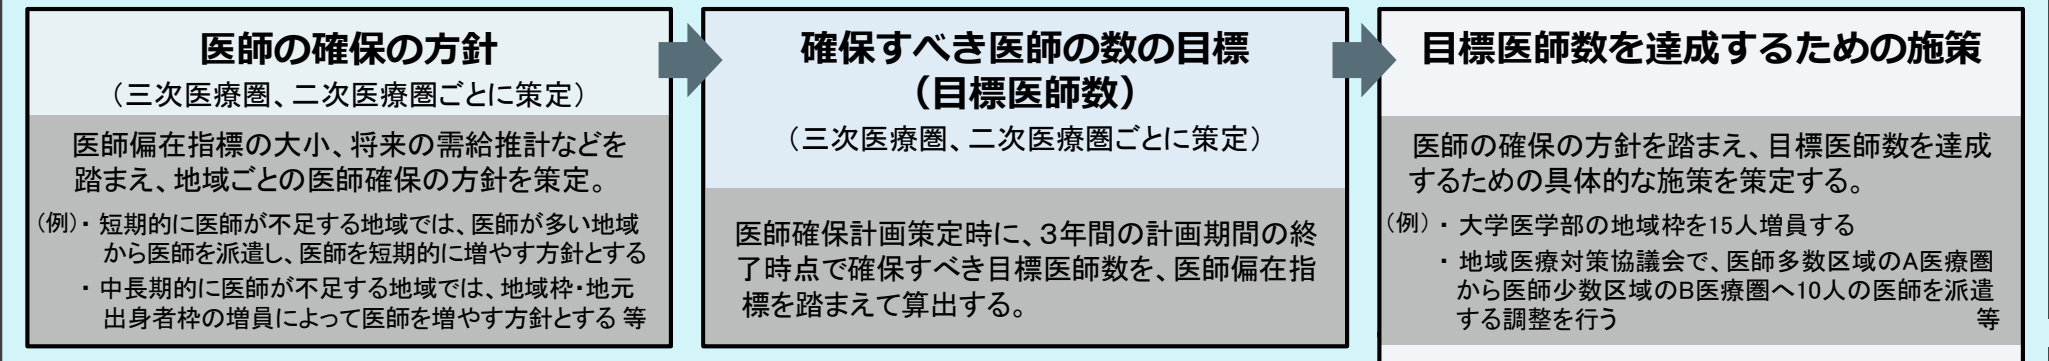 医師の確保の方針
（三次医療圏、二次医療圏ごとに策定）
医師偏在指標の大小、将来の需給推計などを
踏まえ、地域ごとの医師確保の方針を策定。
（例）・ 短期的に医師が不足する地域では、医師が多い地域
から医師を派遣し、医師を短期的に増やす方針とする
・ 中長期的に医師が不足する地域では、地域枠・地元
出身者枠の増員によって医師を増やす方針とする 等
確保すべき医師の数の目標
（目標医師数）
（三次医療圏、二次医療圏ごとに策定）
医師確保計画策定時に、３年間の計画期間の終
了時点で確保すべき目標医師数を、医師偏在指
標を踏まえて算出する。
目標医師数を達成するための施策
医師の確保の方針を踏まえ、目標医師数を達成
するための具体的な施策を策定する。
（例）・ 大学医学部の地域枠を15人増員する
・ 地域医療対策協議会で、医師多数区域のA医療圏
から医師少数区域のB医療圏へ10人の医師を派遣
する調整を行う 等